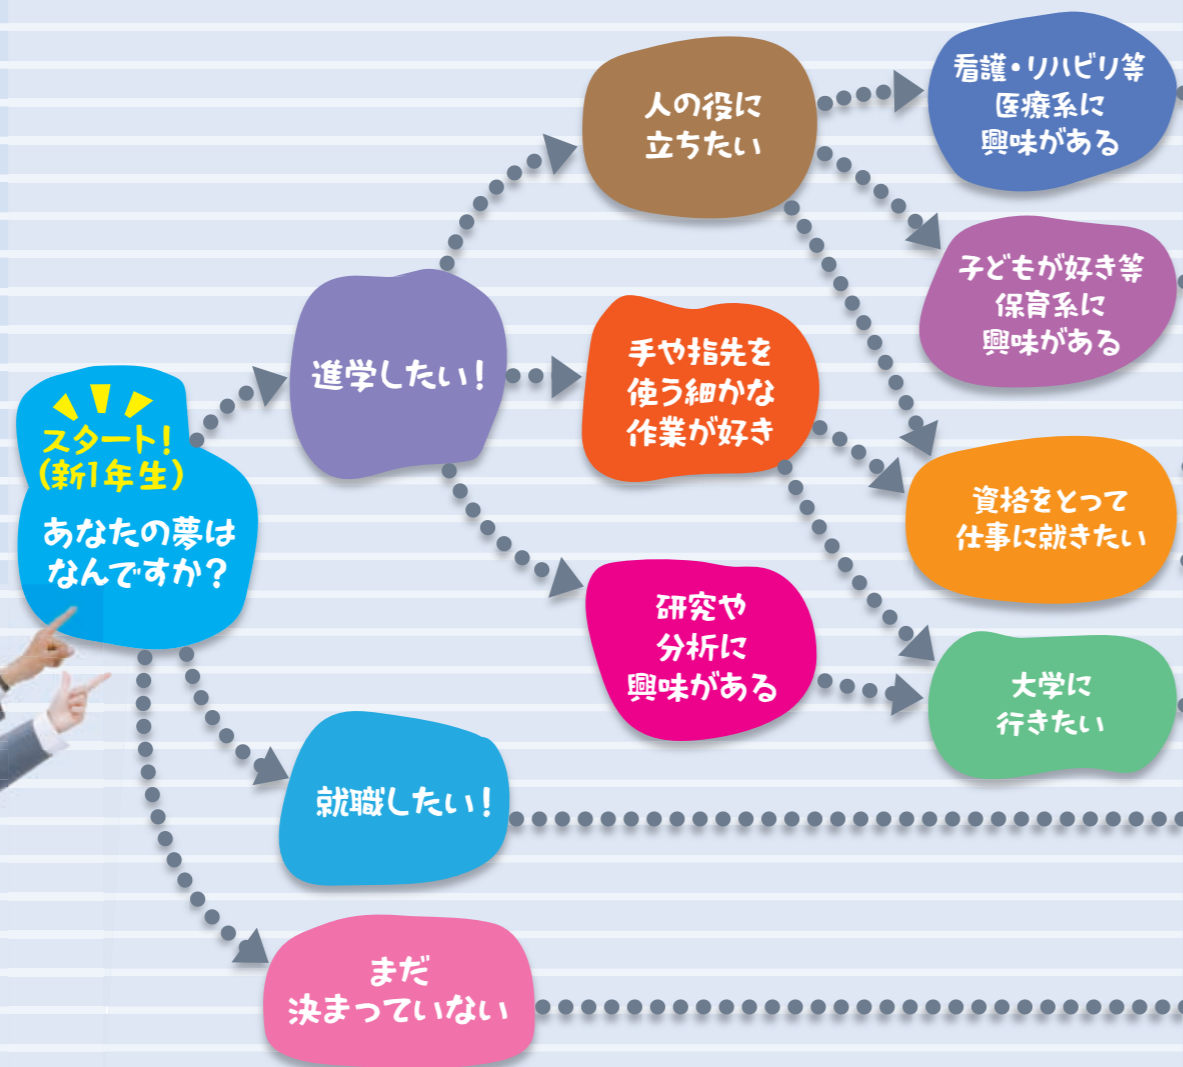 スタート！
（新1年生）
あなたの夢は
なんですか？
進学したい！
就職したい！
まだ
決まっていない
人の役に
立ちたい
手や指先を
使う細かな
作業が好き
研究や
分析に
興味がある
看護・リハビリ等
医療系に
興味がある
子どもが好き等
保育系に
興味がある
資格をとって
仕事に就きたい
大学に
行きたい